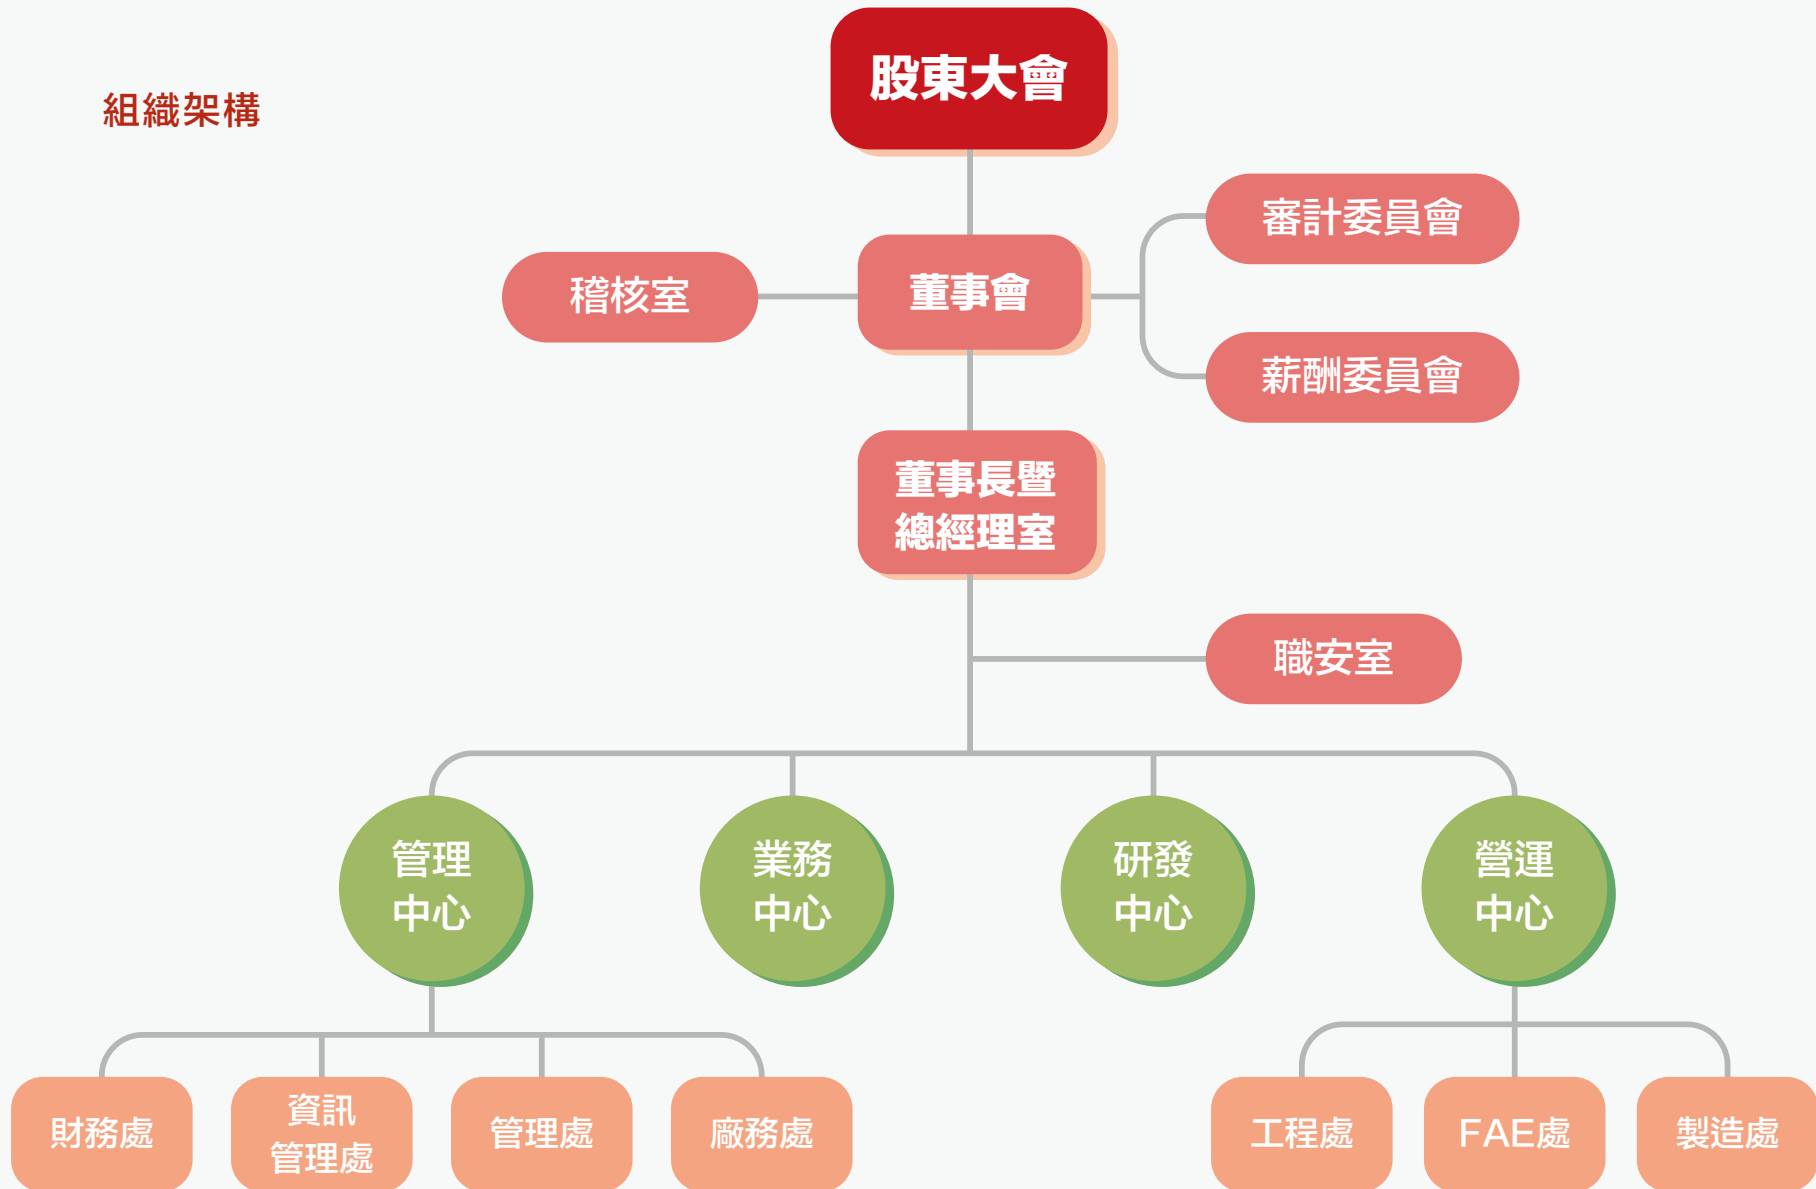 組織架構
股東大會
審計委員會
稽核室
董事會
薪酬委員會
董事長暨
總經理室
職安室
管理
中心
業務
中心
研發
中心
營運
中心
財務處
資訊
管理處
管理處
廠務處
工程處
FAE處
製造處